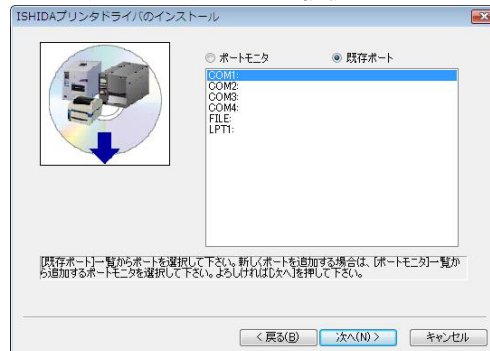 ISHIDAプリンタドライバのインストール
ポートモニタ 既存ポート
COM1:
COM2:
COM3:
COM4:
FILE:
LPT1:
[既存ポート]一覧からポートを選択して下さい。新しくポートを追加する場合は、[ポートモニタ]一覧か
ら追加するポートモニタを選択して下さい。よろしければ[次へ]を押して下さい。
< 戻る(B) 次へ(N) > キャンセル